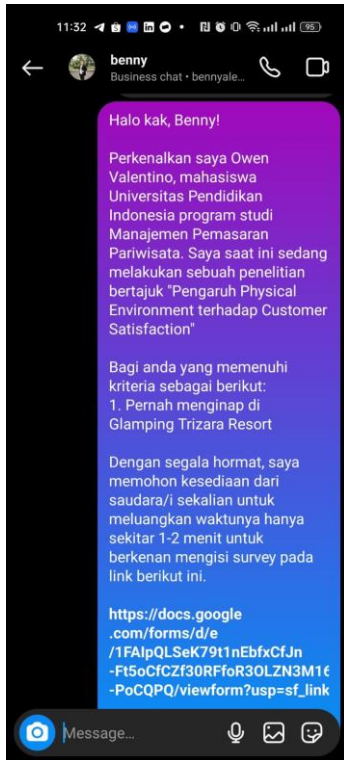 11:32
95
benny
Business chat • bennyale...
Halo kak, Benny!
Perkenalkan saya Owen
Valentino, mahasiswa
Universitas Pendidikan
Indonesia program studi
Manajemen Pemasaran
Pariwisata. Saya saat ini sedang
melakukan sebuah penelitian
bertajuk "Pengaruh Physical
Environment terhadap Customer
Satisfaction"
Bagi anda yang memenuhi
kriteria sebagai berikut:
1. Pernah menginap di
Glamping Trizara Resort
Dengan segala hormat, saya
memohon kesediaan dari
saudara/i sekalian untuk
meluangkan waktunya hanya
sekitar 1-2 menit untuk
berkenan mengisi survey pada
link berikut ini.
https://docs.google
.com/forms/d/e
/1FAIpQLSeK79t1nEbfxCfJn
-Ft5oCfCZf30RFfoR3OLZN3M16
-PoCQPQ/viewform?usp=sf_link
Message...